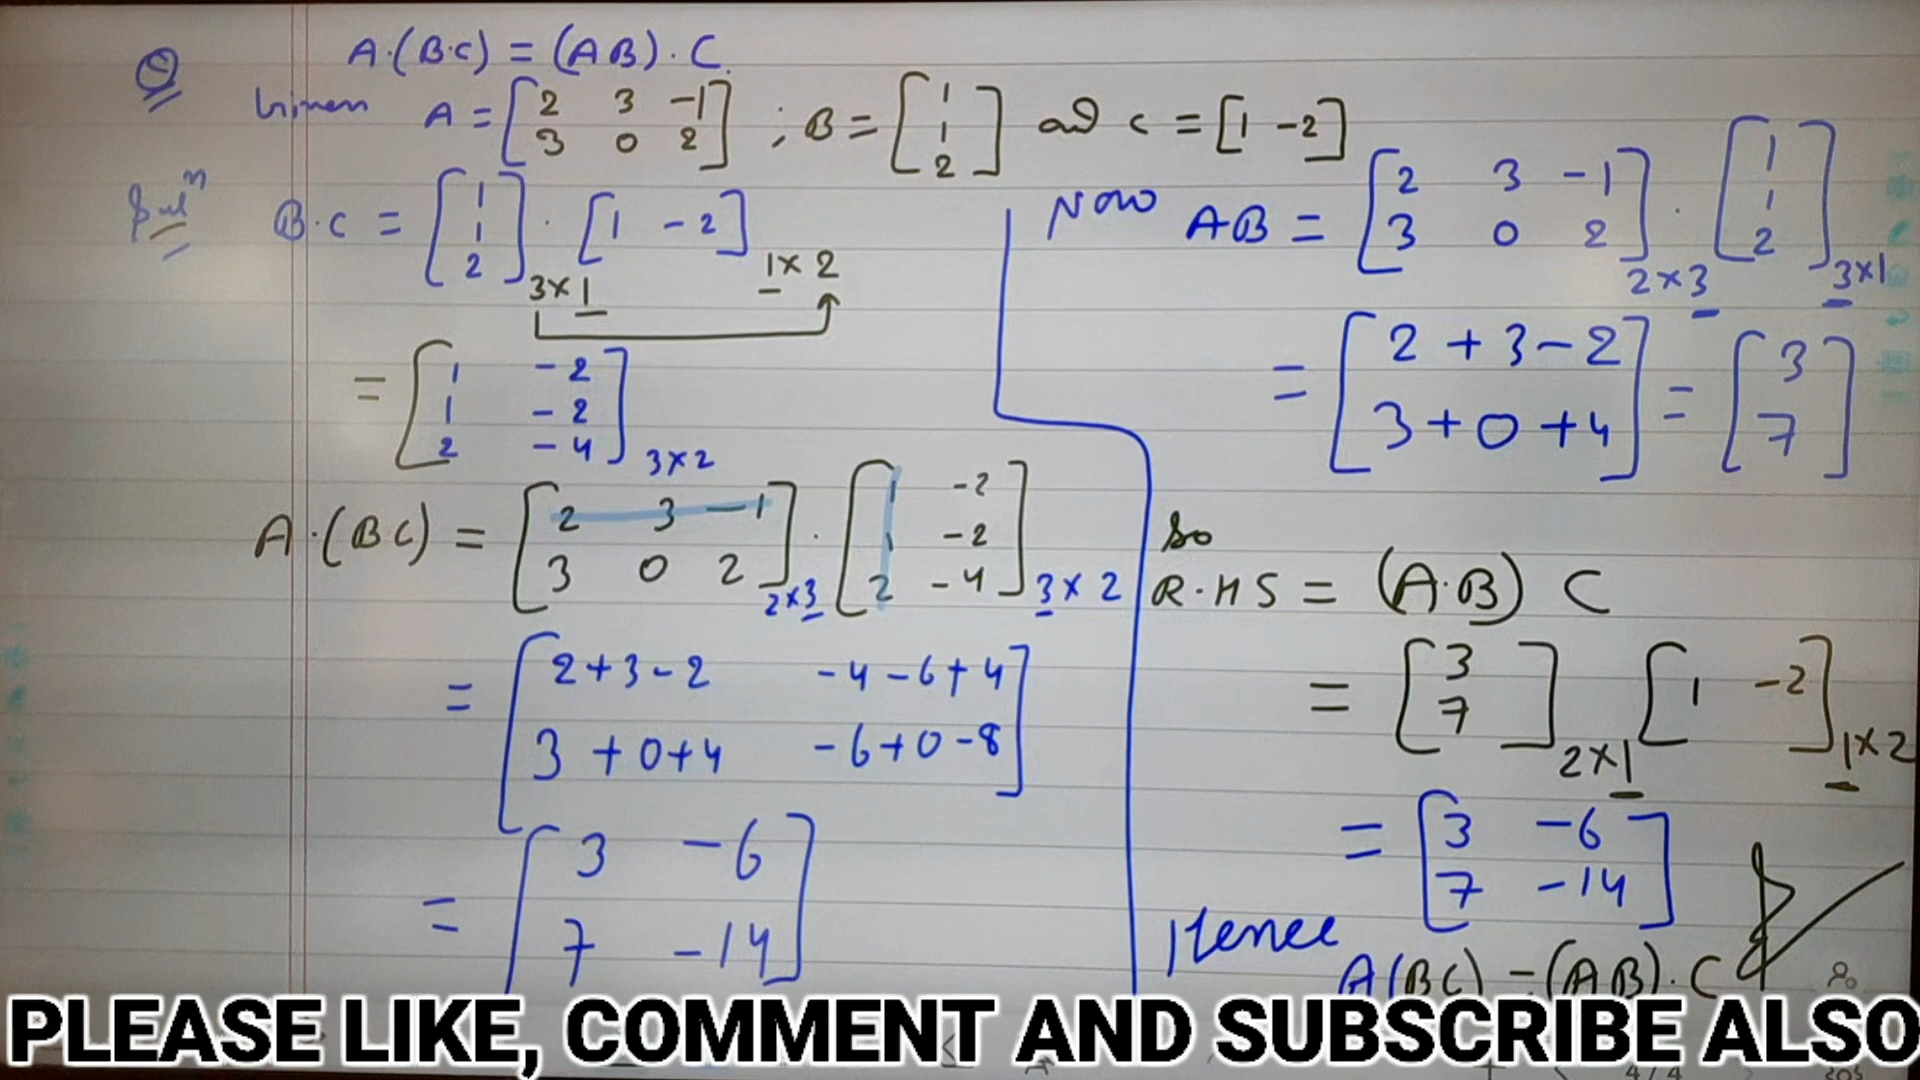 Q A.(B.C) = (AB).C.
Given A = [2 3 -1
3 0 2] ; B = [1
1
2] and C = [1 -2]
Solⁿ B.C = [1
1
2] 3×1 . [1 -2] 1×2
= [1 -2
1 -2
2 -4] 3×2
A.(BC) = [2 3 -1
3 0 2] 2×3 . [1 -2
1 -2
2 -4] 3×2
= [2+3-2 -4-6+4
3+0+4 -6+0-8]
= [3 -6
7 -14]
Now AB = [2 3 -1
3 0 2] 2×3 . [1
1
2] 3×1
= [2+3-2
3+0+4] = [3
7]
So
R.HS = (A.B) C
= [3
7] 2×1 [1 -2] 1×2
= [3 -6
7 -14]
Hence
A(BC) = (AB).C
PLEASE LIKE, COMMENT AND SUBSCRIBE ALSO